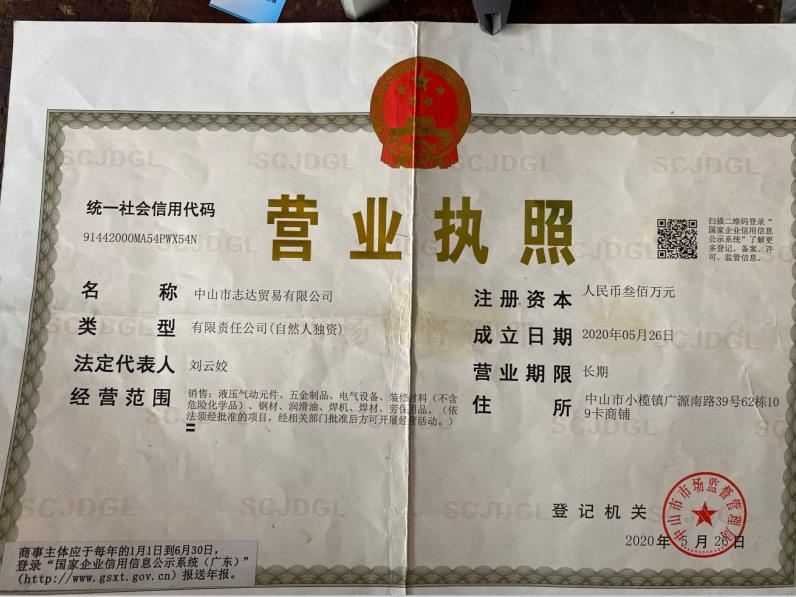 SCJDGL SCJDGL SCJDGL SCJDGL
营业执照
统一社会信用代码
91442000MA54PWX54N
扫描二维码登录“
国家企业信用信息
公示系统”了解更
多登记、备案、许
可、监管信息。
名称 中山市志达贸易有限公司
类型 有限责任公司(自然人独资)
法定代表人 刘云姣
经营范围 销售：液压气动元件、五金制品、电气设备、装修材料（不含
危险化学品）、钢材、润滑油、焊机、焊材、劳保用品。（依
法须经批准的项目，经相关部门批准后方可开展经营活动。）
注册资本 人民币叁佰万元
成立日期 2020年05月26日
营业期限 长期
住所 中山市小榄镇广源南路39号62栋10
9卡商铺
SCJDGL SCJDGL SCJDGL SCJDGL
登记机关
中山市市场监督管理局
2020年 5 月 26 日
商事主体应于每年的1月1日到6月30日，
登录“国家企业信用信息公示系统（广东）”
（http://www.gsxt.gov.cn）报送年报。